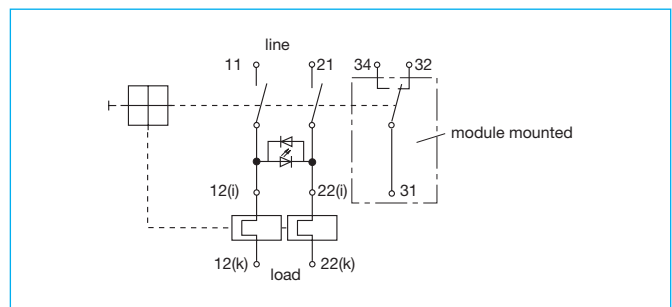 line
11 21 34 32
module mounted
12(i) 22(i) 31
12(k) 22(k)
load